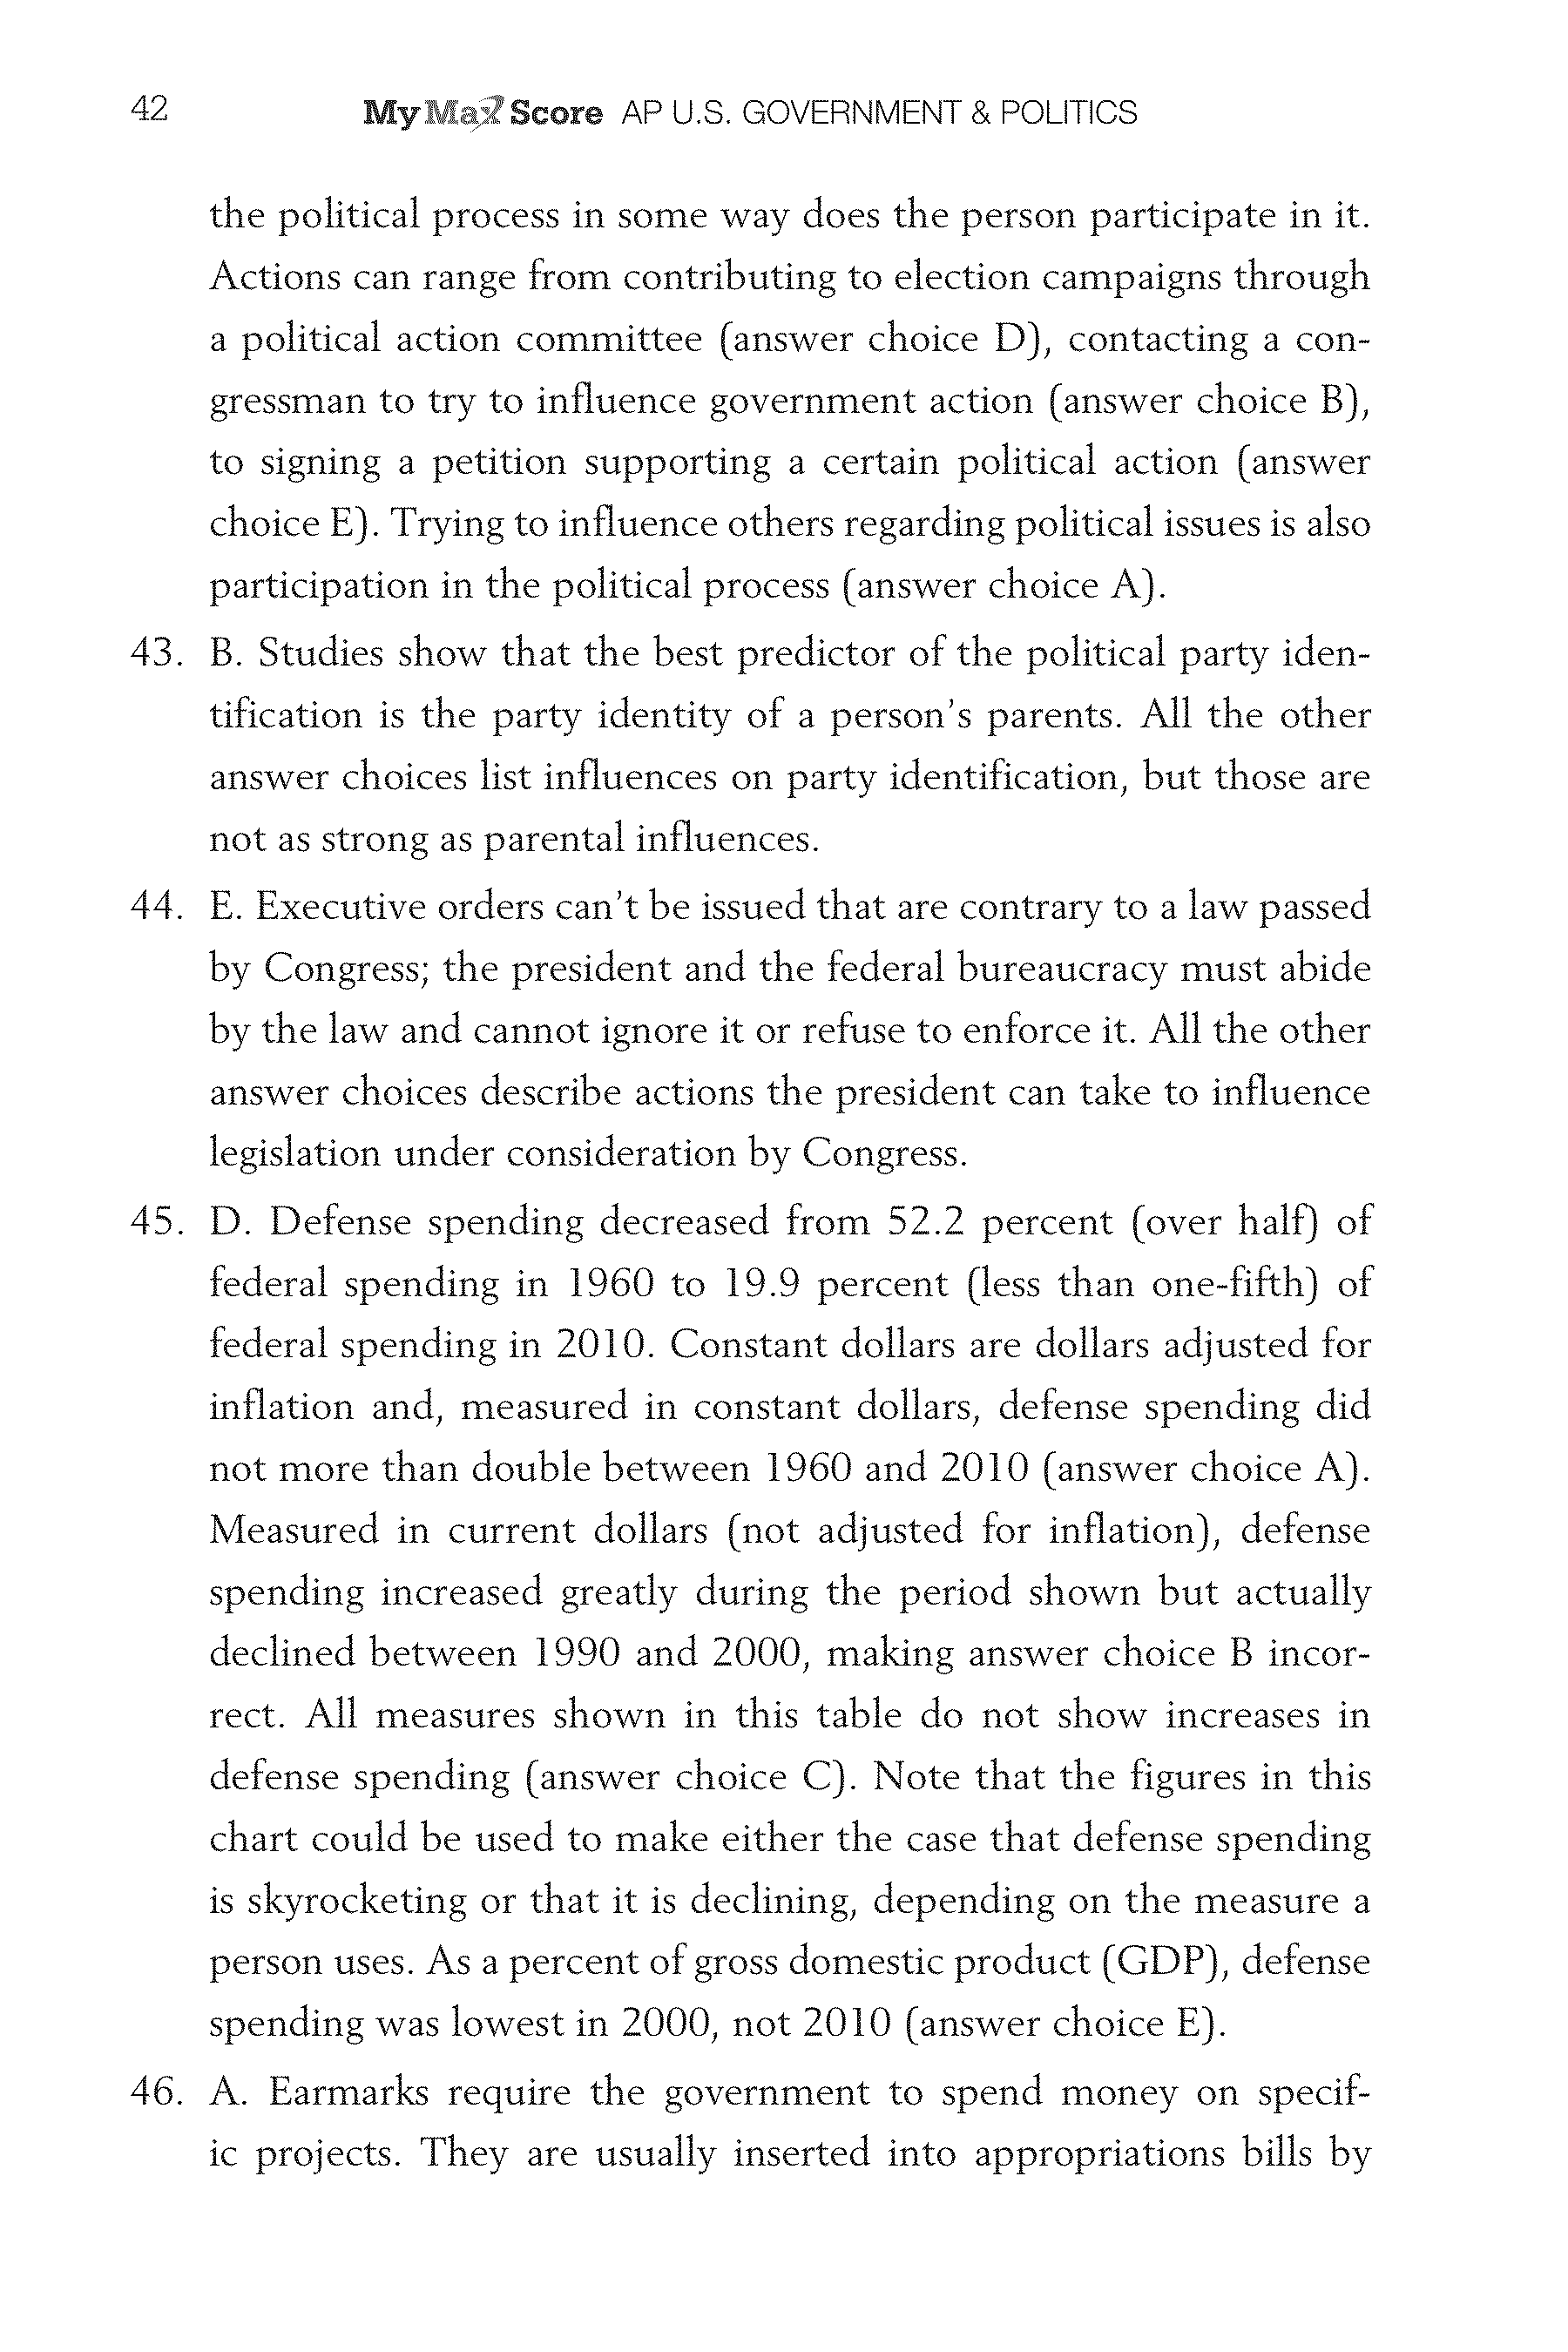 42
My Max Score AP U.S. GOVERNMENT & POLITICS
the political process in some way does the person participate in it.
Actions can range from contributing to election campaigns through
a political action committee (answer choice D), contacting a con-
gressman to try to influence government action (answer choice B),
to signing a petition supporting a certain political action (answer
choice E). Trying to influence others regarding political issues is also
participation in the political process (answer choice A).
43. B. Studies show that the best predictor of the political party iden-
tification is the party identity of a person's parents. All the other
answer choices list influences on party identification, but those are
not as strong as parental influences.
44. E. Executive orders can't be issued that are contrary to a law passed
by Congress; the president and the federal bureaucracy must abide
by the law and cannot ignore it or refuse to enforce it. All the other
answer choices describe actions the president can take to influence
legislation under consideration by Congress.
45. D. Defense spending decreased from 52.2 percent (over half) of
federal spending in 1960 to 19.9 percent (less than one-fifth) of
federal spending in 2010. Constant dollars are dollars adjusted for
inflation and, measured in constant dollars, defense spending did
not more than double between 1960 and 2010 (answer choice A).
Measured in current dollars (not adjusted for inflation), defense
spending increased greatly during the period shown but actually
declined between 1990 and 2000, making answer choice B incor-
rect. All measures shown in this table do not show increases in
defense spending (answer choice C). Note that the figures in this
chart could be used to make either the case that defense spending
is skyrocketing or that it is declining, depending on the measure a
person uses. As a percent of gross domestic product (GDP), defense
spending was lowest in 2000, not 2010 (answer choice E).
46. A. Earmarks require the government to spend money on specif-
ic projects. They are usually inserted into appropriations bills by